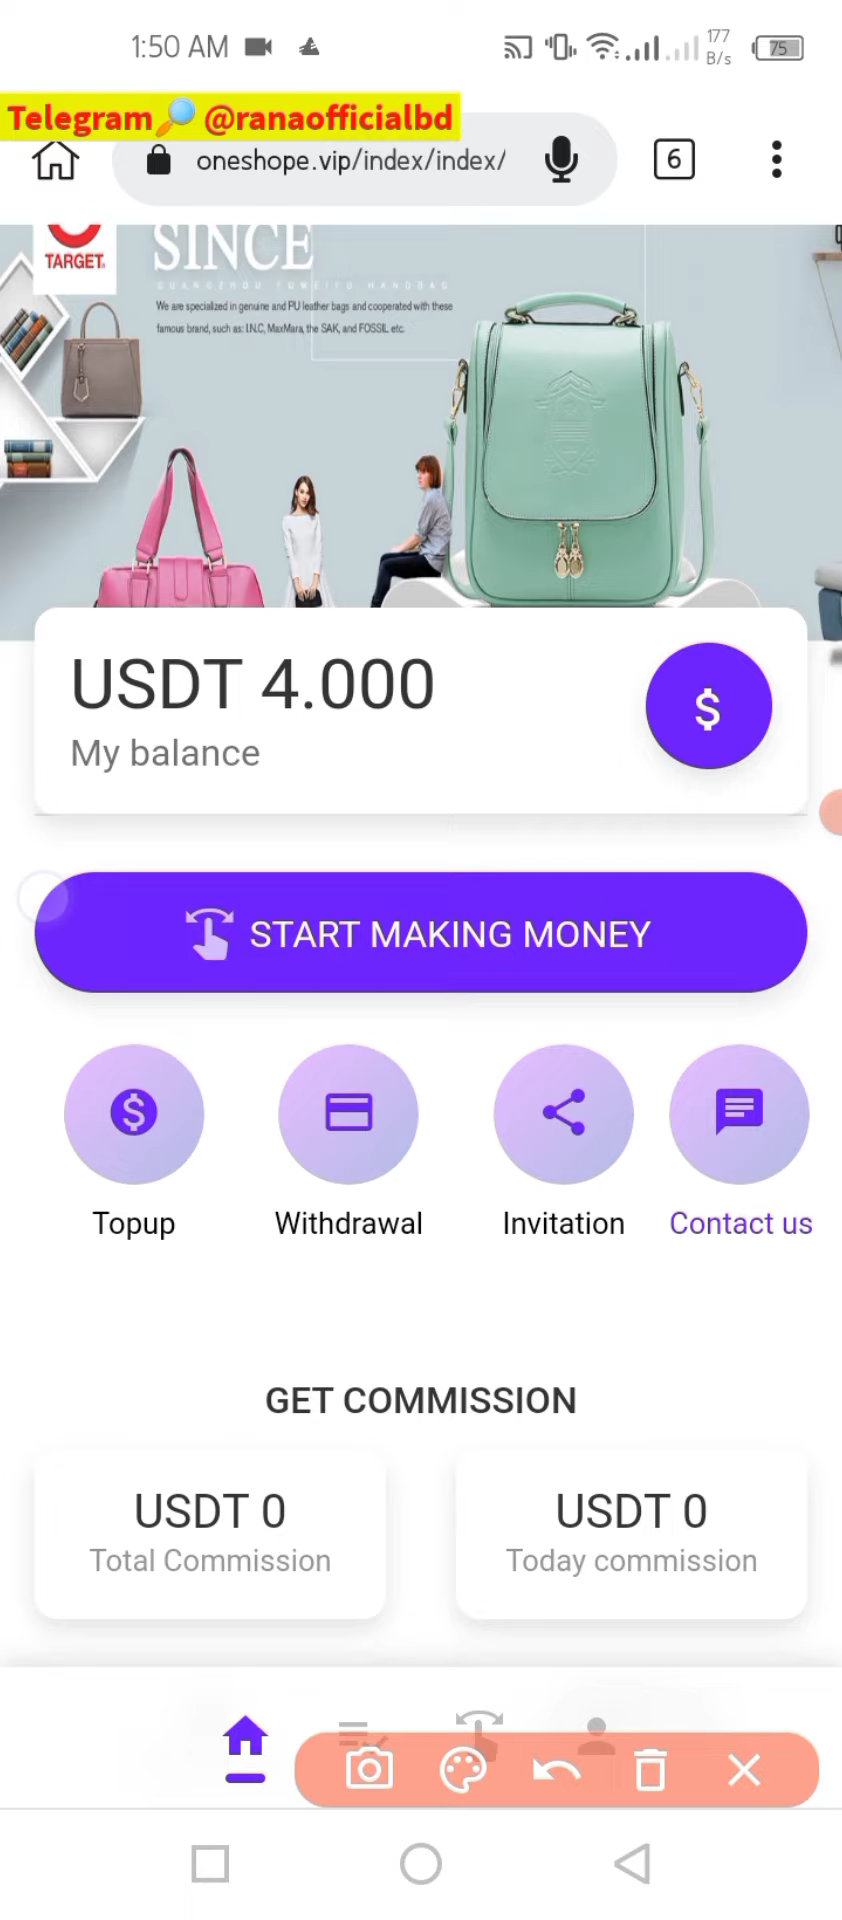 1:50 AM
177
B/s
75
Telegram🔎 @ranaofficialbd
oneshope.vip/index/index/
6
SINCE
TARGET.
GUANGZHOU FUWEITU HANDBAG
We are specialized in genuine and PU leather bags and cooperated with these
famous brand, such as: I.N.C, MaxMara, the SAK, and FOSSIL etc.
USDT 4.000
My balance
$
START MAKING MONEY
Topup
Withdrawal
Invitation
Contact us
GET COMMISSION
USDT 0
Total Commission
USDT 0
Today commission